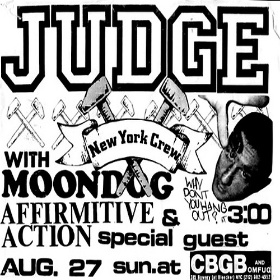 JUDGE
New York Crew
WITH
MOONDOG
WHY
DON'T
YOU HANG
OUT??
3:00
AFFIRMITIVE &
ACTION special guest
AUG. 27 sun. at CBGB AND
OMFUG